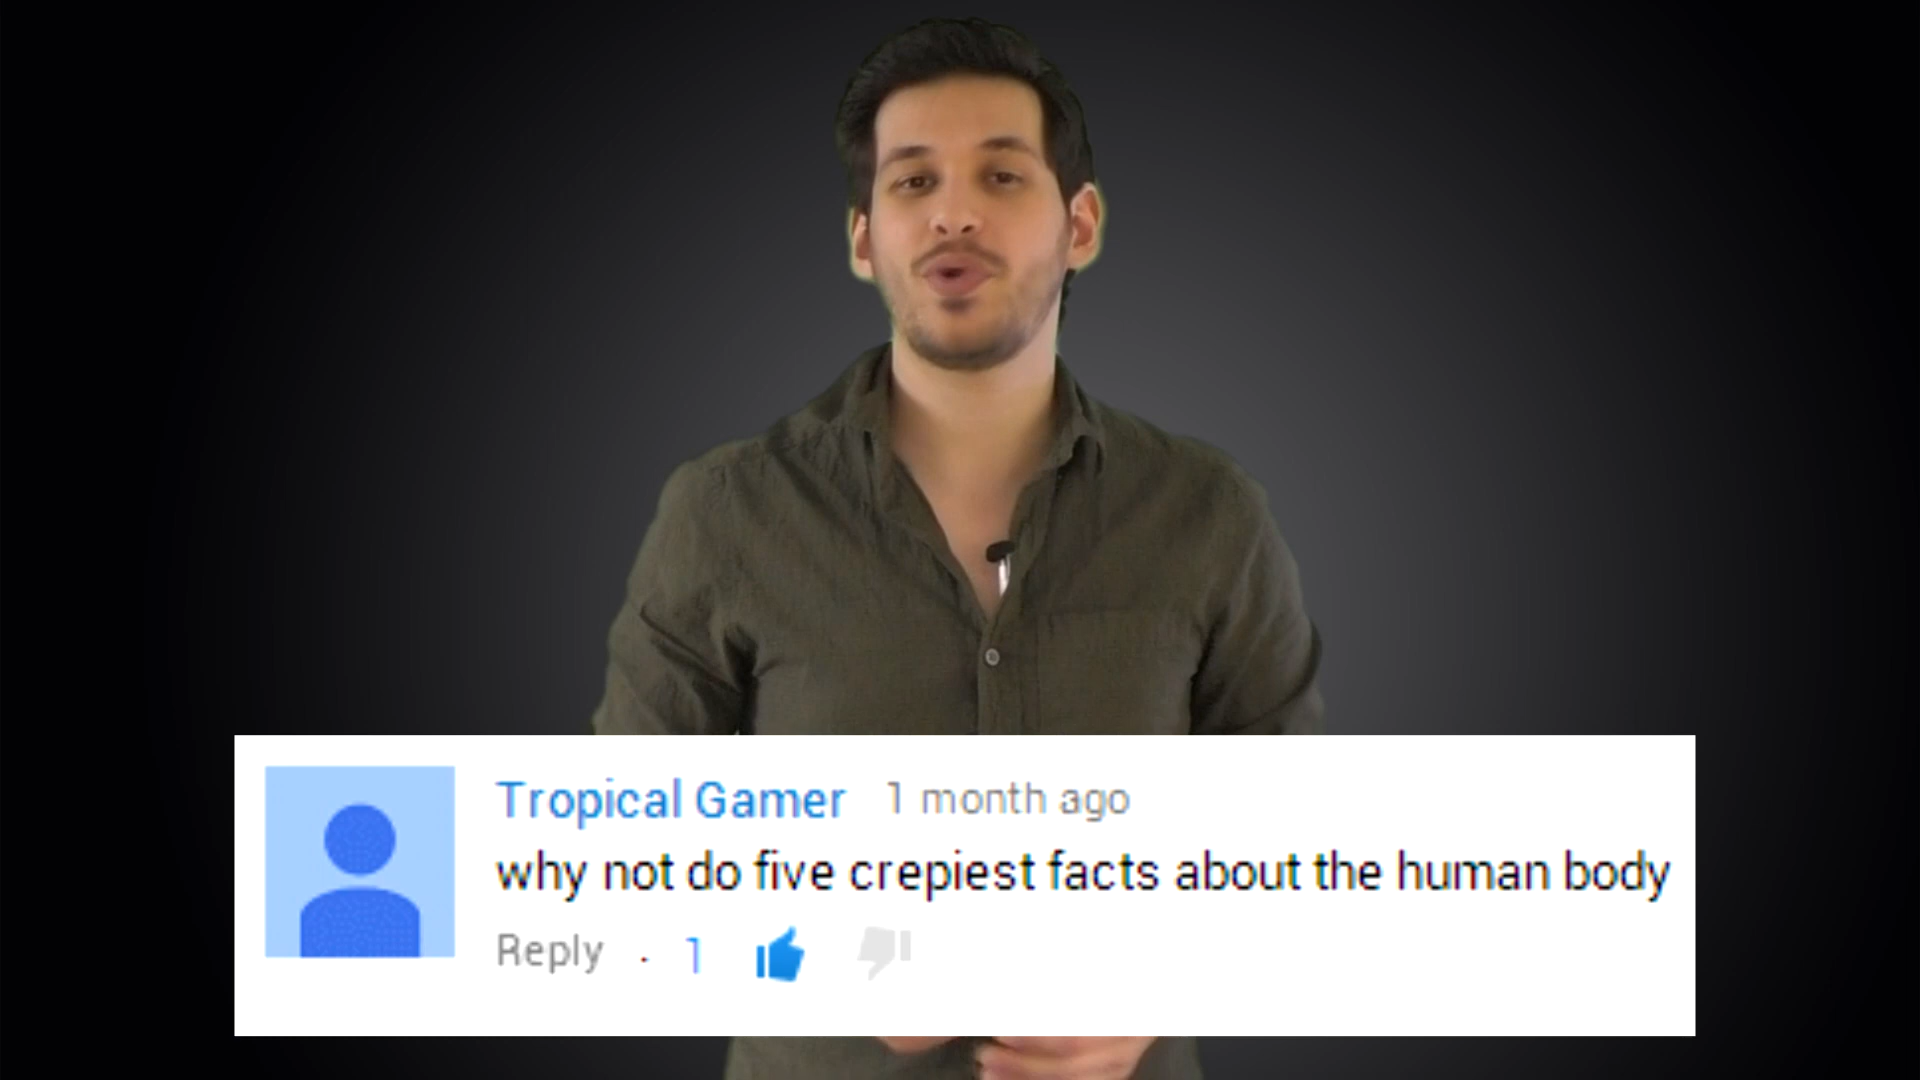 Tropical Gamer 1 month ago
why not do five crepiest facts about the human body
Reply · 1